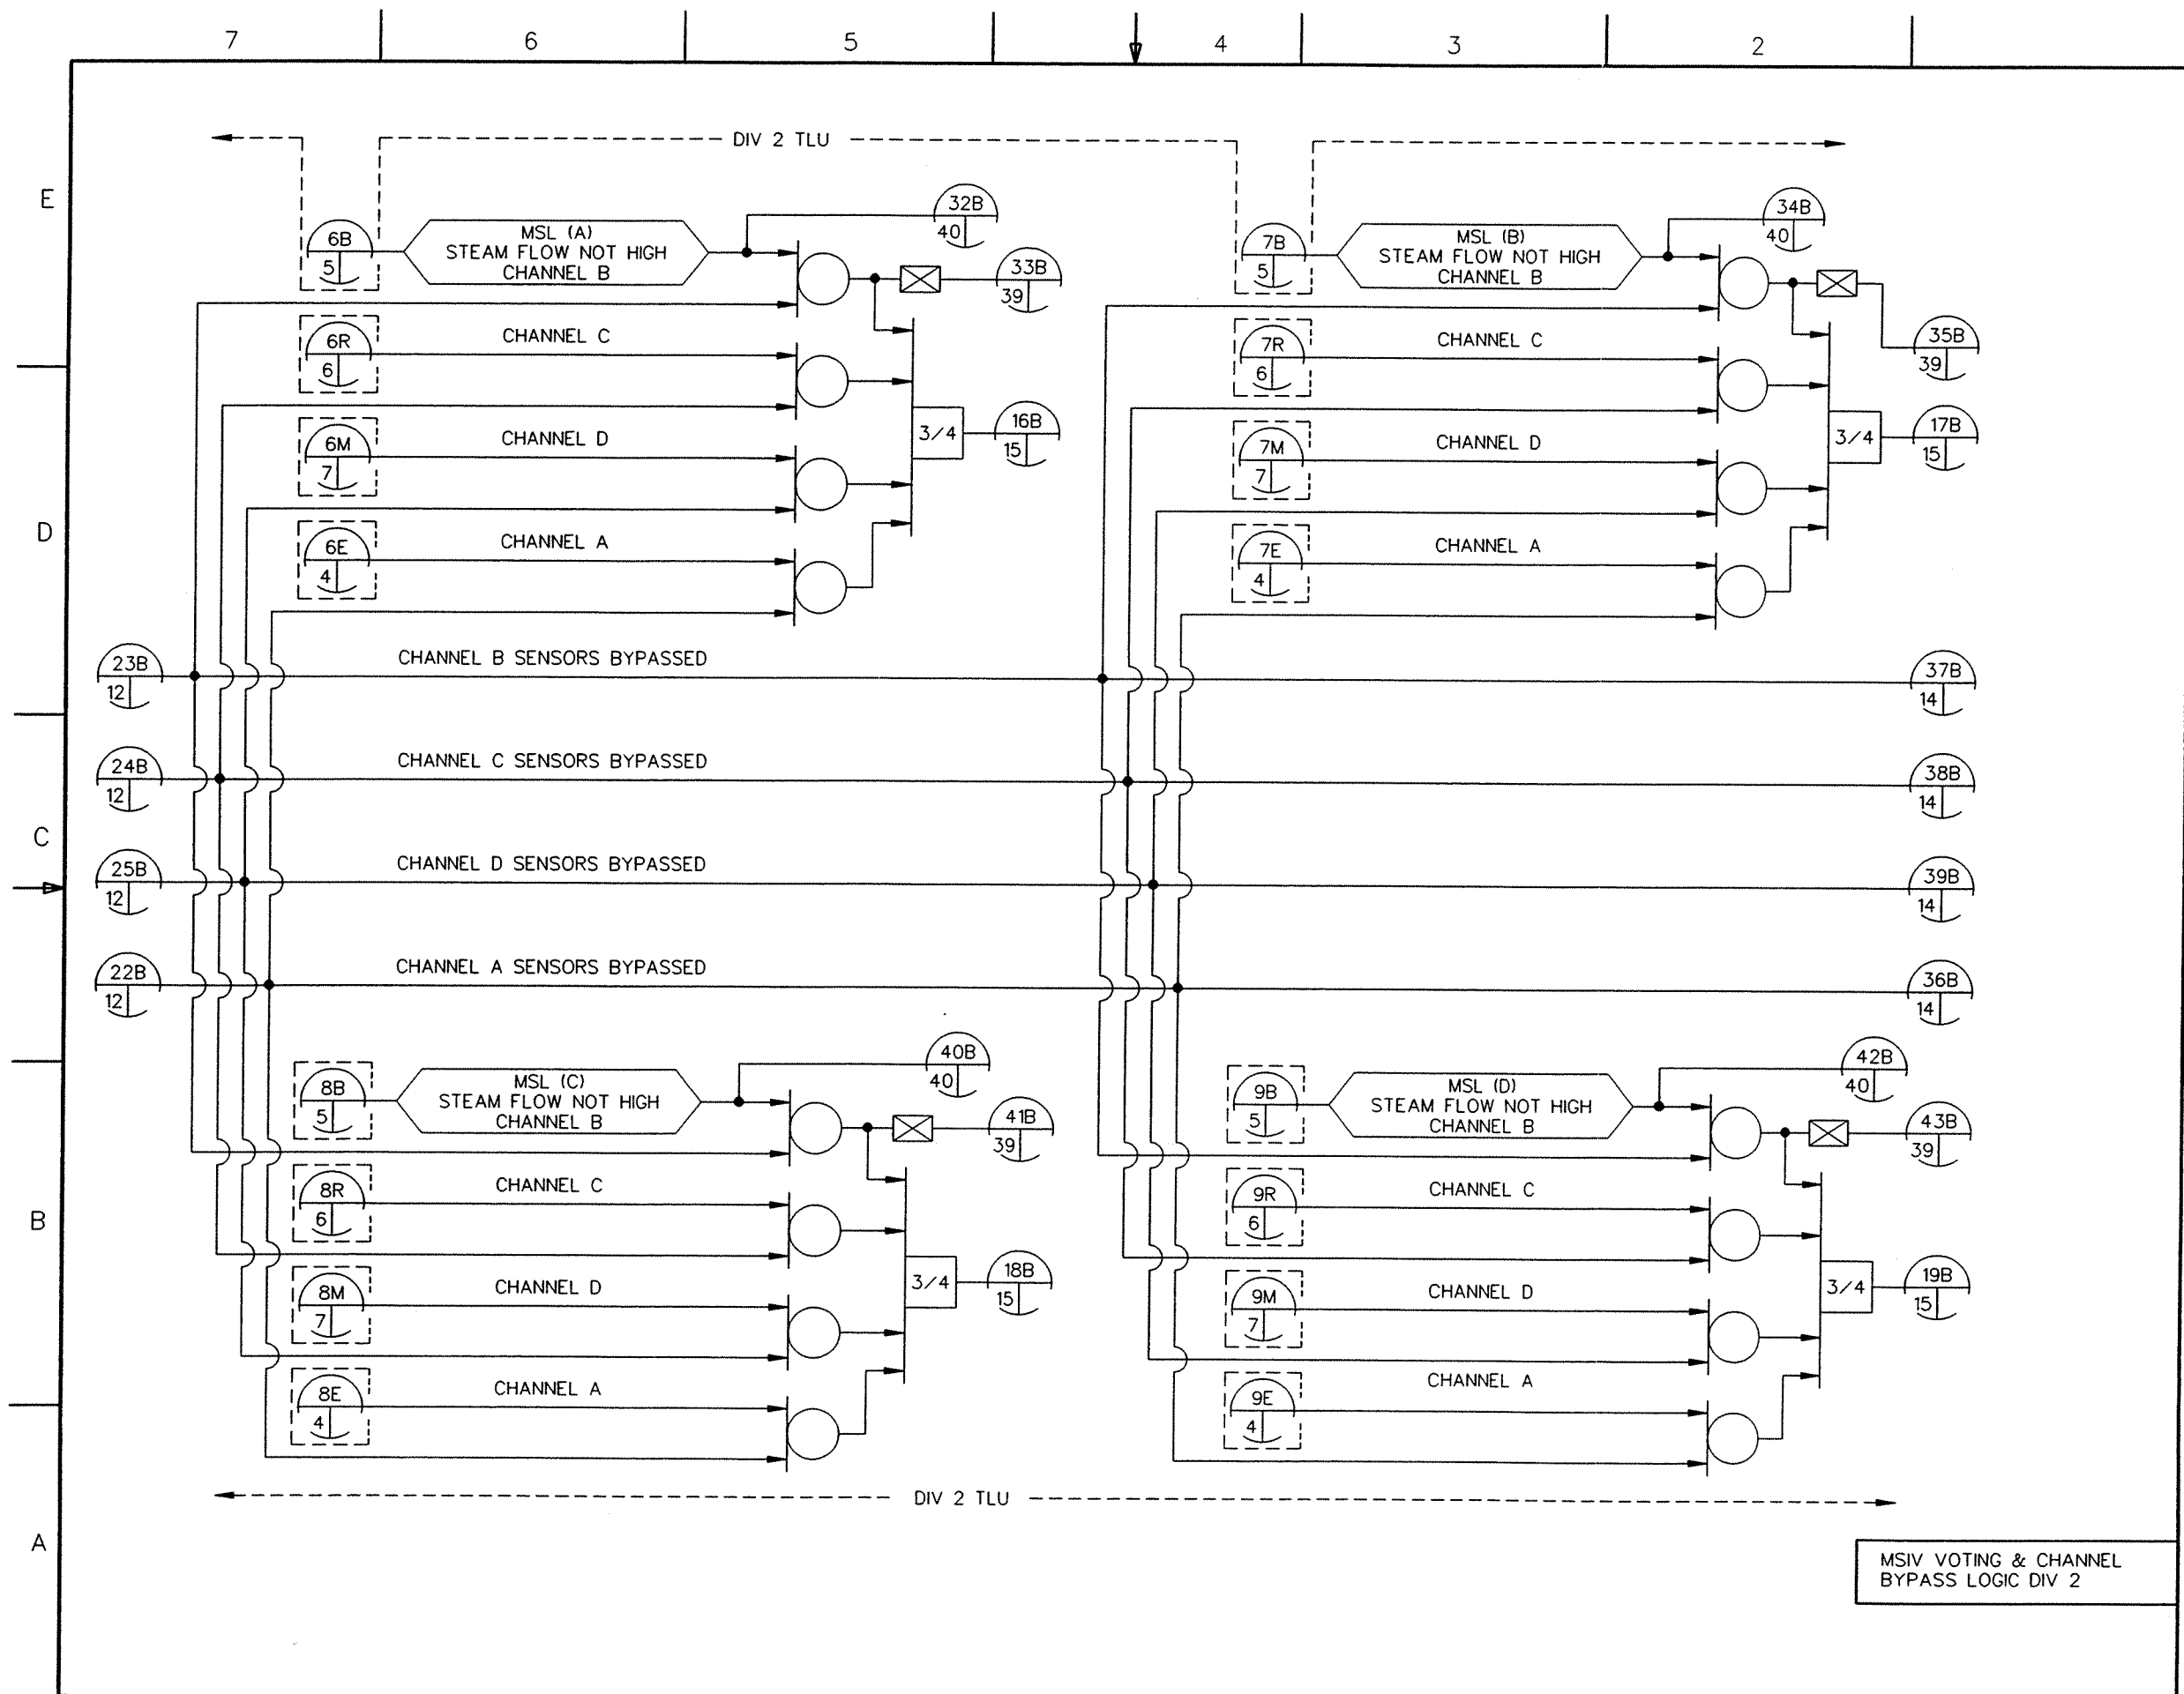 7 6 5 4 3 2
E
D
C
B
A
DIV 2 TLU
6B
5
MSL (A)
STEAM FLOW NOT HIGH
CHANNEL B
32B
40
33B
39
6R
6
CHANNEL C
6M
7
CHANNEL D
3/4
16B
15
6E
4
CHANNEL A
7B
5
MSL (B)
STEAM FLOW NOT HIGH
CHANNEL B
34B
40
35B
39
7R
6
CHANNEL C
7M
7
CHANNEL D
3/4
17B
15
7E
4
CHANNEL A
23B
12
CHANNEL B SENSORS BYPASSED
37B
14
24B
12
CHANNEL C SENSORS BYPASSED
38B
14
25B
12
CHANNEL D SENSORS BYPASSED
39B
14
22B
12
CHANNEL A SENSORS BYPASSED
36B
14
8B
5
MSL (C)
STEAM FLOW NOT HIGH
CHANNEL B
40B
40
41B
39
8R
6
CHANNEL C
8M
7
CHANNEL D
3/4
18B
15
8E
4
CHANNEL A
9B
5
MSL (D)
STEAM FLOW NOT HIGH
CHANNEL B
42B
40
43B
39
9R
6
CHANNEL C
9M
7
CHANNEL D
3/4
19B
15
9E
4
CHANNEL A
DIV 2 TLU
MSIV VOTING & CHANNEL
BYPASS LOGIC DIV 2